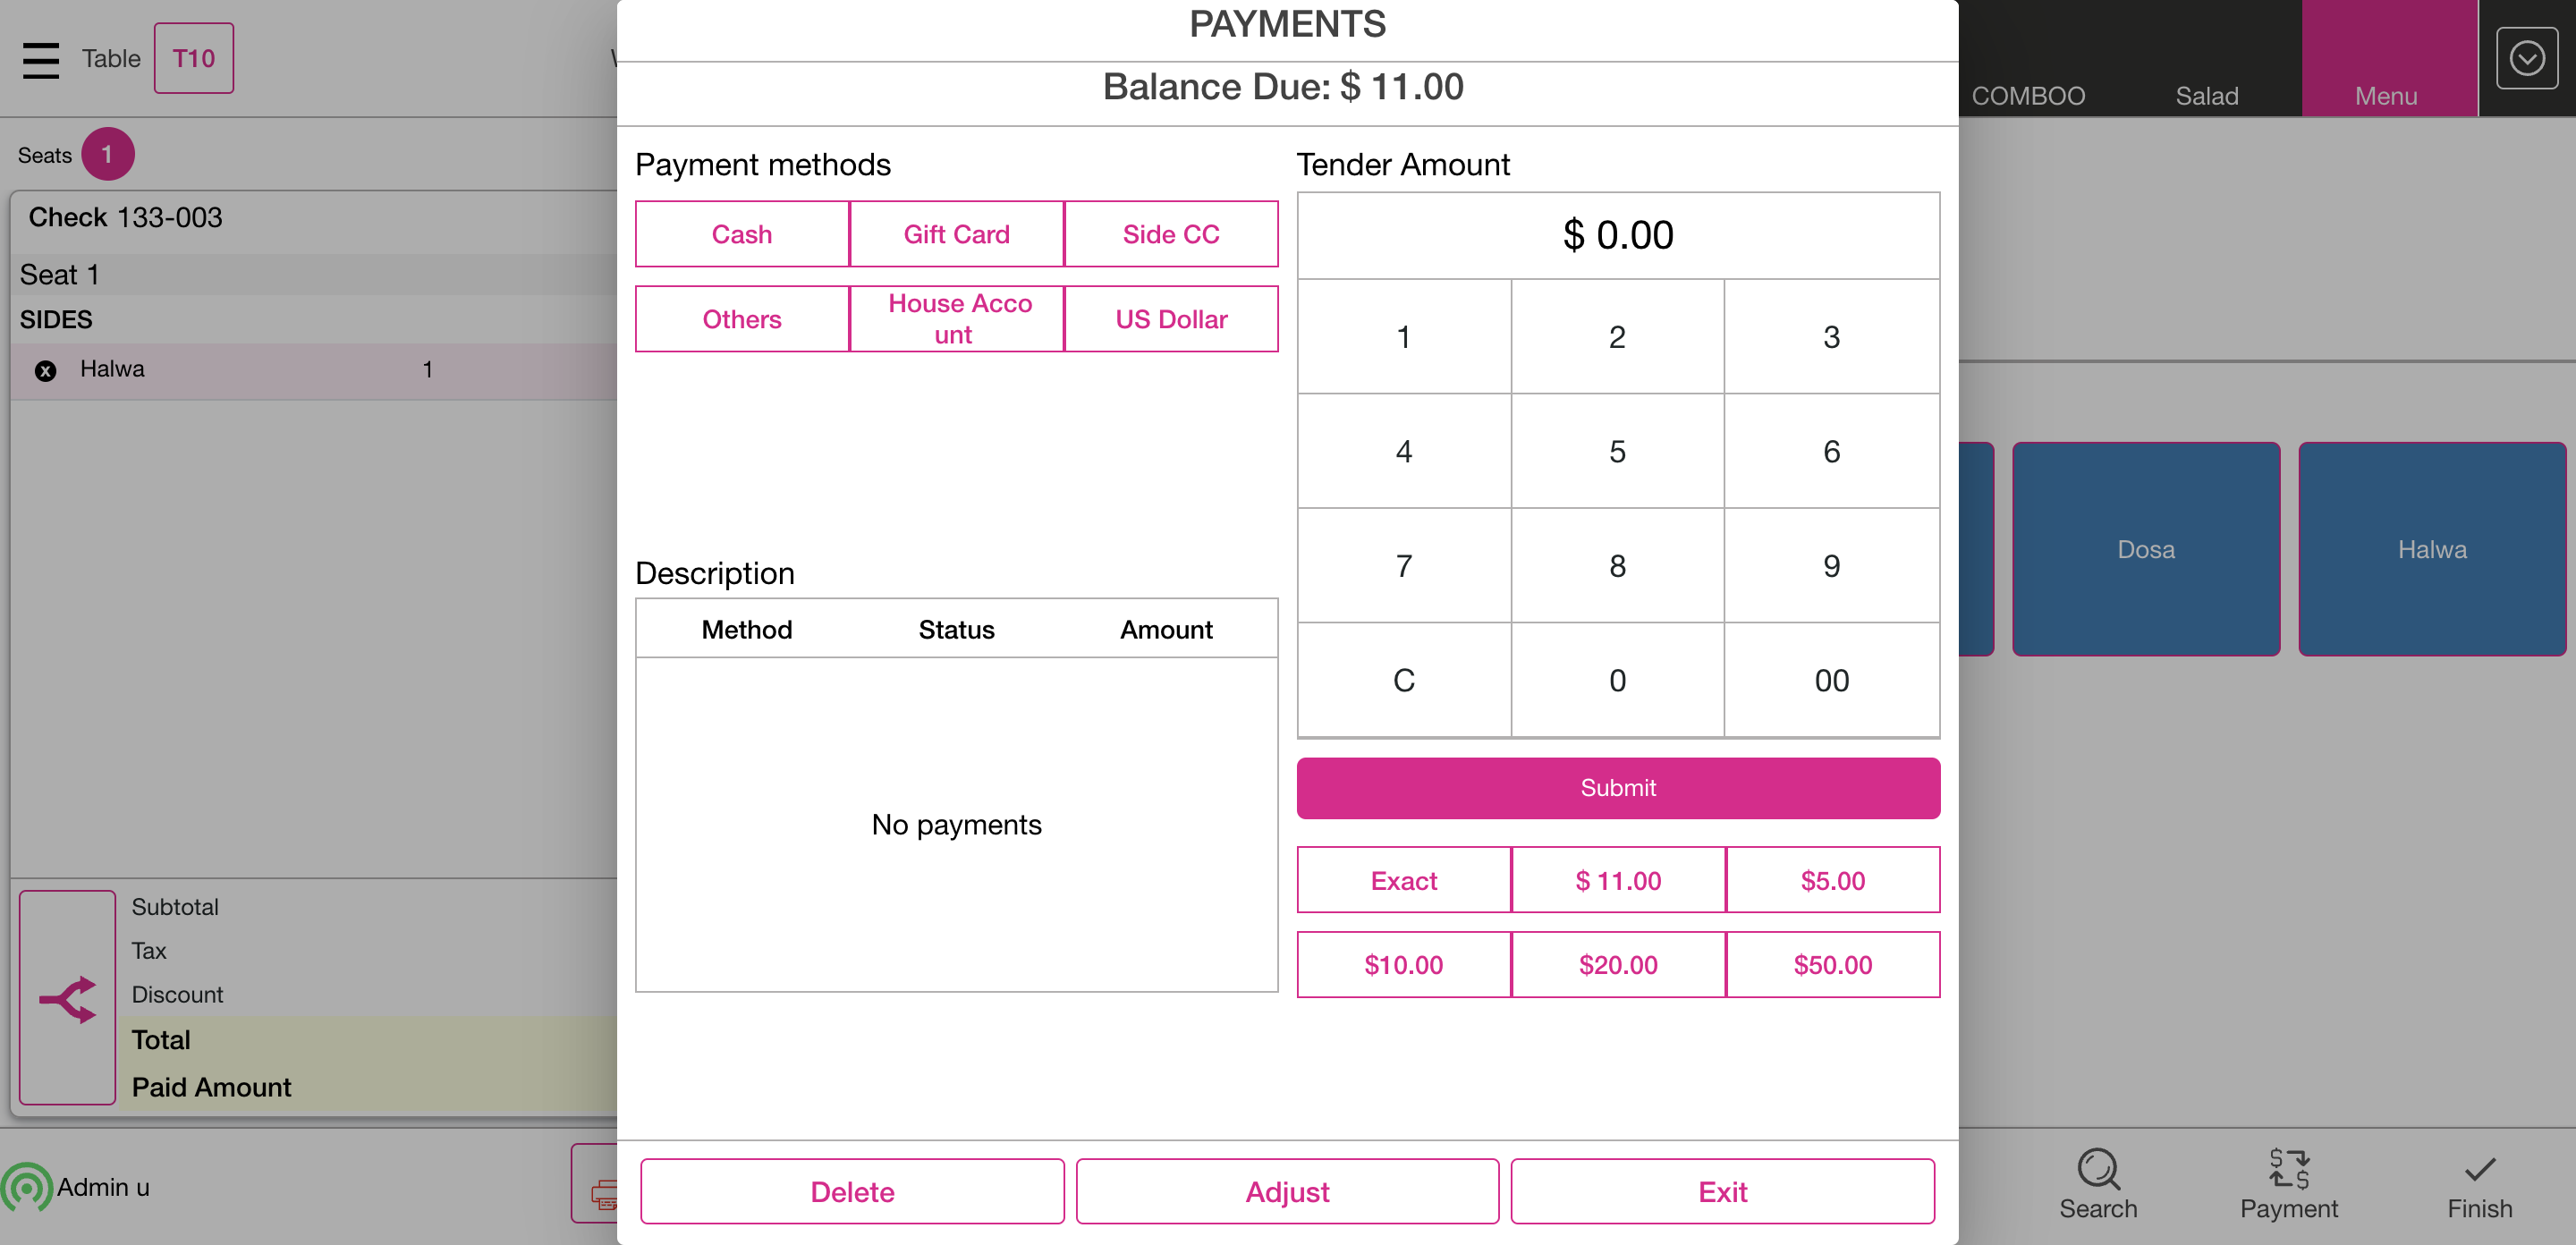 Table T10
Seats 1
Check 133-003
Seat 1
SIDES
Halwa 1
Subtotal
Tax
Discount
Total
Paid Amount
Admin u
PAYMENTS
Balance Due: $ 11.00
Payment methods
Cash Gift Card Side CC
Others House Acco
unt US Dollar
Description
Method Status Amount
No payments
Tender Amount
$ 0.00
1 2 3
4 5 6
7 8 9
C 0 00
Submit
Exact $ 11.00 $5.00
$10.00 $20.00 $50.00
Delete Adjust Exit
COMBOO Salad Menu
Dosa Halwa
Search Payment Finish